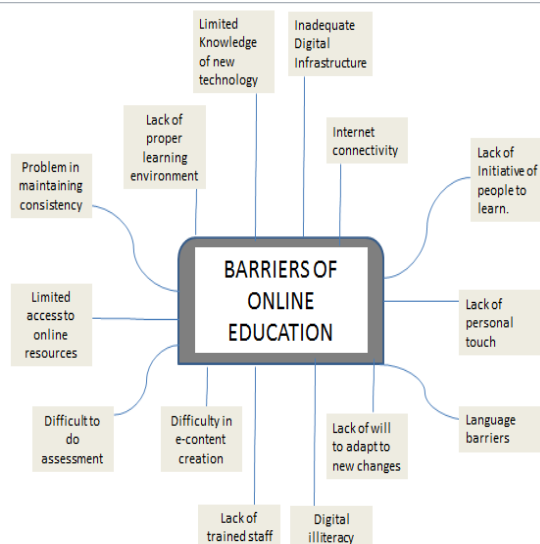 Limited
Knowledge
of new
technology
Inadequate
Digital
Infrastructure
Lack of
proper
learning
environment
Internet
connectivity
Problem in
maintaining
consistency
Lack of
Initiative of
people to
learn.
BARRIERS OF
ONLINE
EDUCATION
Limited
access to
online
resources
Lack of
personal
touch
Difficult to
do
assessment
Difficulty in
e-content
creation
Lack of will
to adapt to
new changes
Language
barriers
Lack of
trained staff
Digital
illiteracy